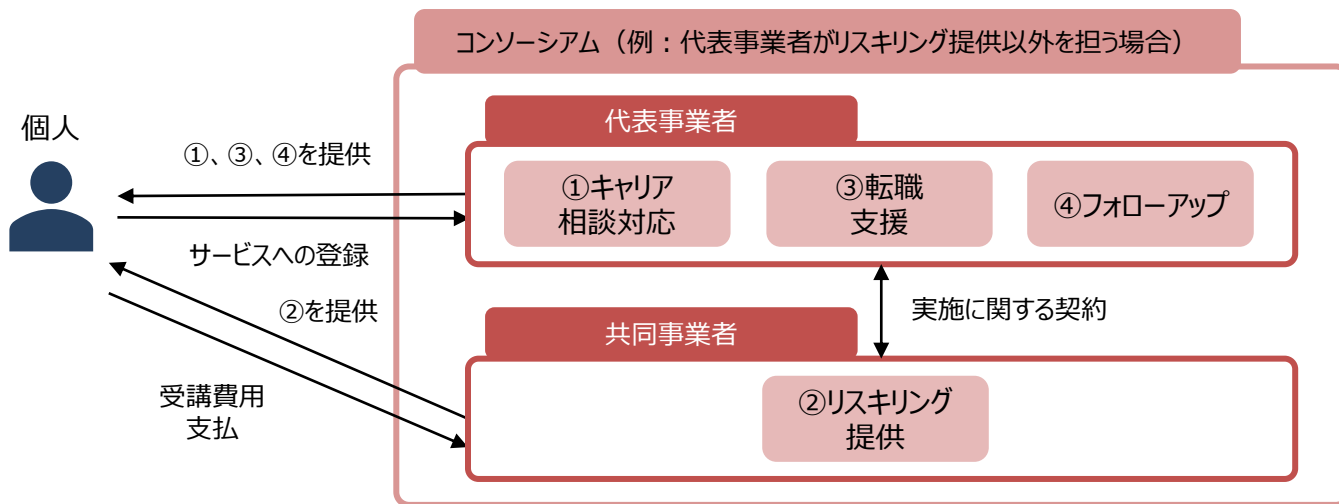 コンソーシアム（例：代表事業者がリスキリング提供以外を担う場合）
個人
代表事業者
①、③、④を提供
①キャリア
相談対応
③転職
支援
④フォローアップ
サービスへの登録
②を提供
実施に関する契約
共同事業者
受講費用
支払
②リスキリング
提供